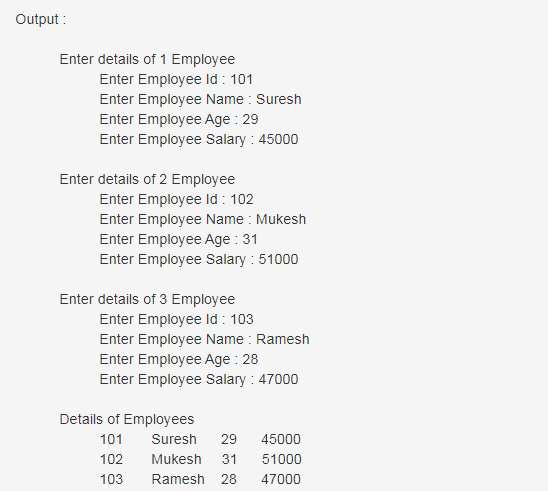 Output :
Enter details of 1 Employee
Enter Employee Id : 101
Enter Employee Name : Suresh
Enter Employee Age : 29
Enter Employee Salary : 45000
Enter details of 2 Employee
Enter Employee Id : 102
Enter Employee Name : Mukesh
Enter Employee Age : 31
Enter Employee Salary : 51000
Enter details of 3 Employee
Enter Employee Id : 103
Enter Employee Name : Ramesh
Enter Employee Age : 28
Enter Employee Salary : 47000
Details of Employees
101 Suresh 29 45000
102 Mukesh 31 51000
103 Ramesh 28 47000